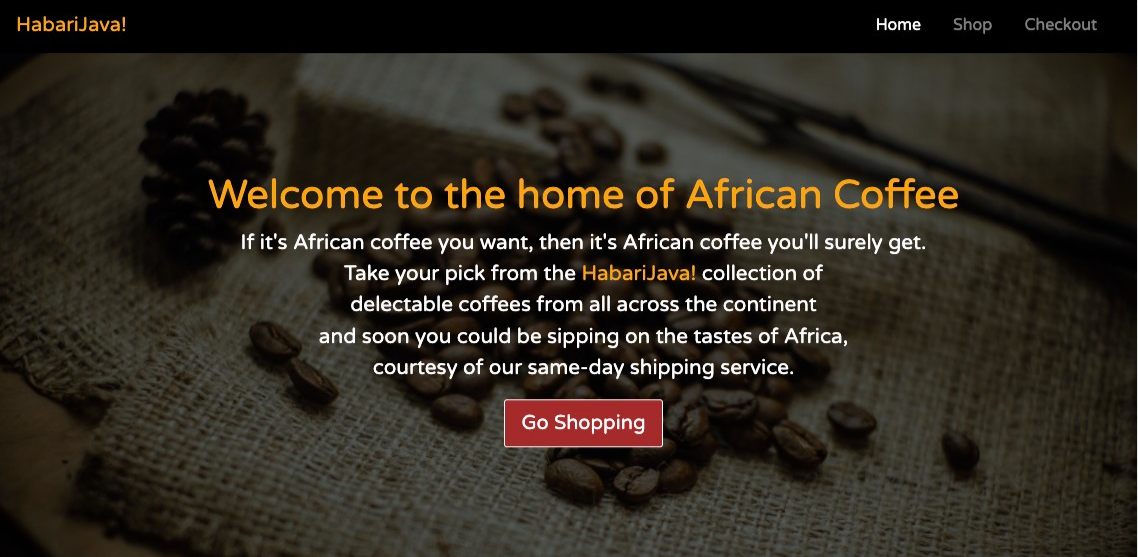 HabariJava!
Home Shop Checkout
Welcome to the home of African Coffee
If it's African coffee you want, then it's African coffee you'll surely get.
Take your pick from the HabariJava! collection of
delectable coffees from all across the continent
and soon you could be sipping on the tastes of Africa,
courtesy of our same-day shipping service.
Go Shopping